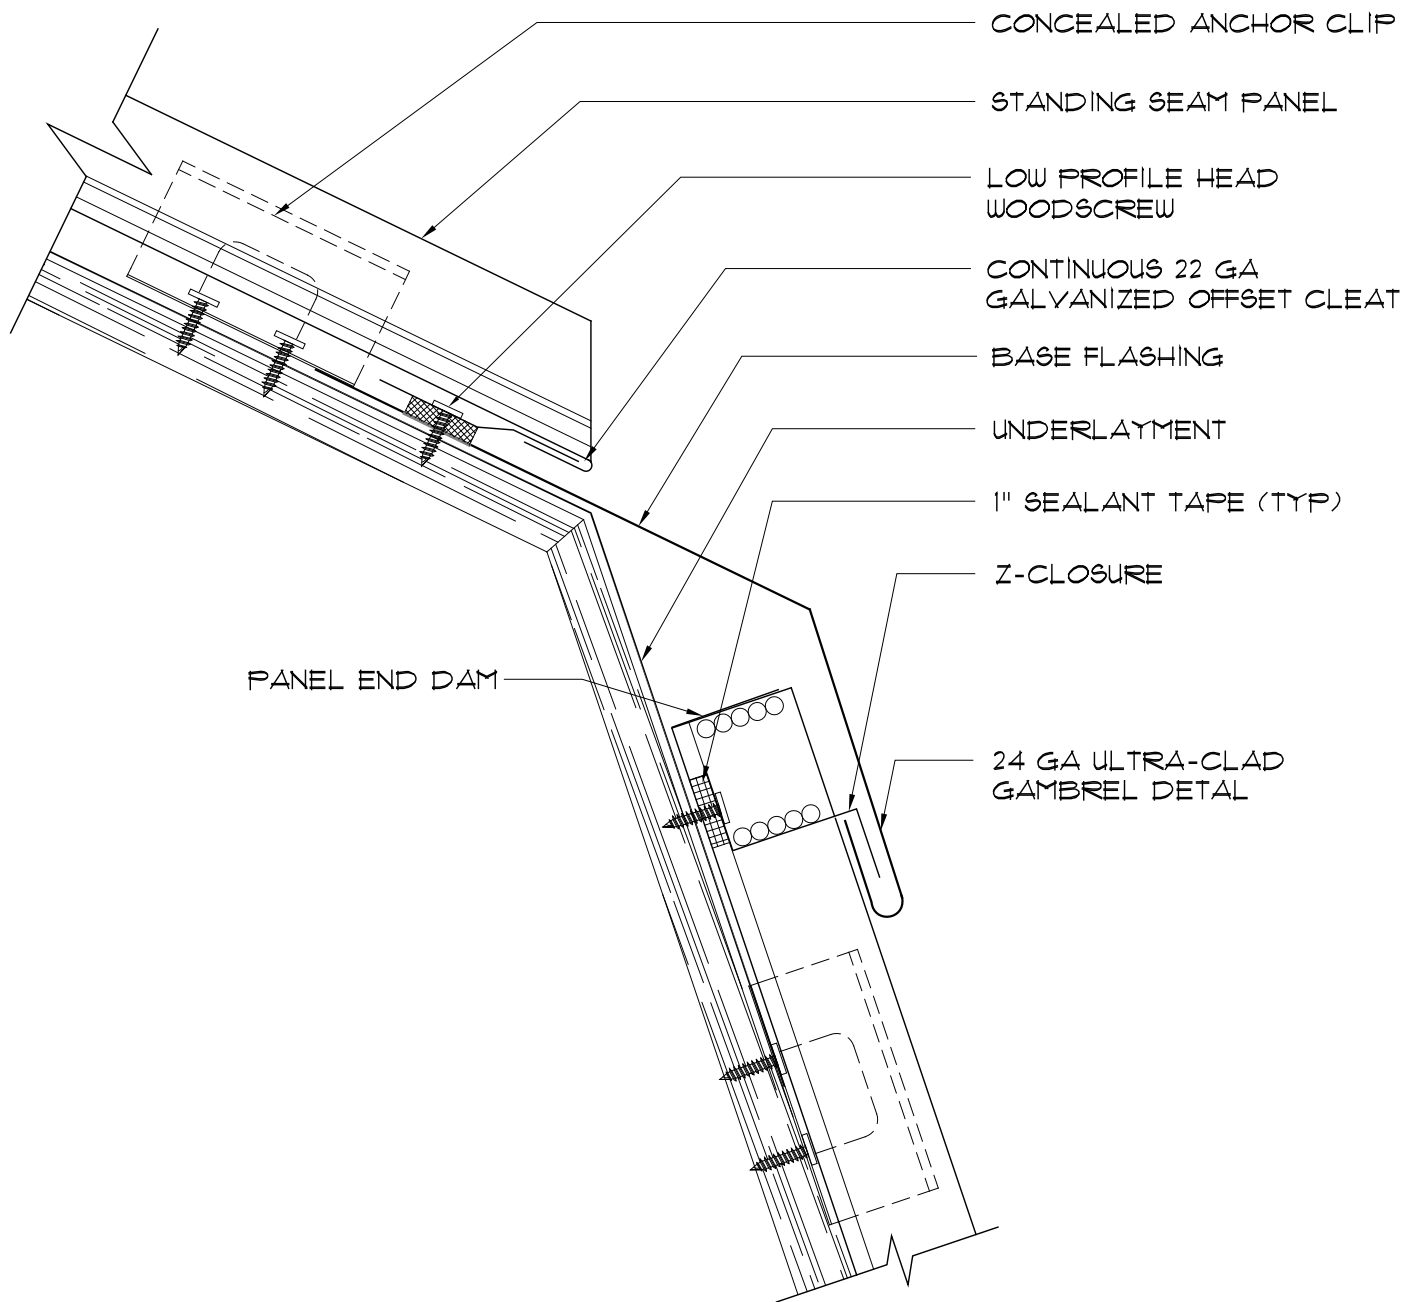 CONCEALED ANCHOR CLIP
STANDING SEAM PANEL
LOW PROFILE HEAD
WOODSCREW
CONTINUOUS 22 GA
GALVANIZED OFFSET CLEAT
BASE FLASHING
UNDERLAYMENT
1" SEALANT TAPE (TYP)
Z-CLOSURE
PANEL END DAM
24 GA ULTRA-CLAD
GAMBREL DETAL